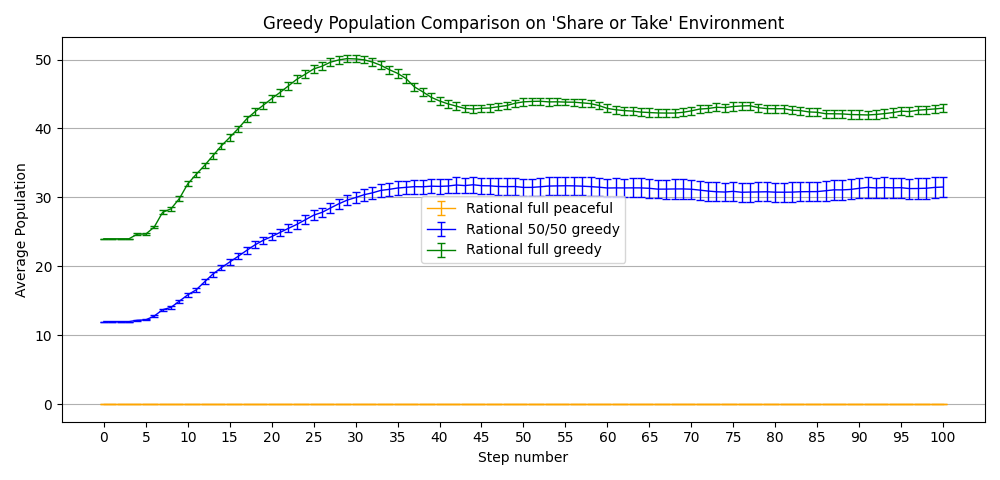 Greedy Population Comparison on 'Share or Take' Environment
Average Population
50
40
30
20
10
0
Rational full peaceful
Rational 50/50 greedy
Rational full greedy
0 5 10 15 20 25 30 35 40 45 50 55 60 65 70 75 80 85 90 95 100
Step number